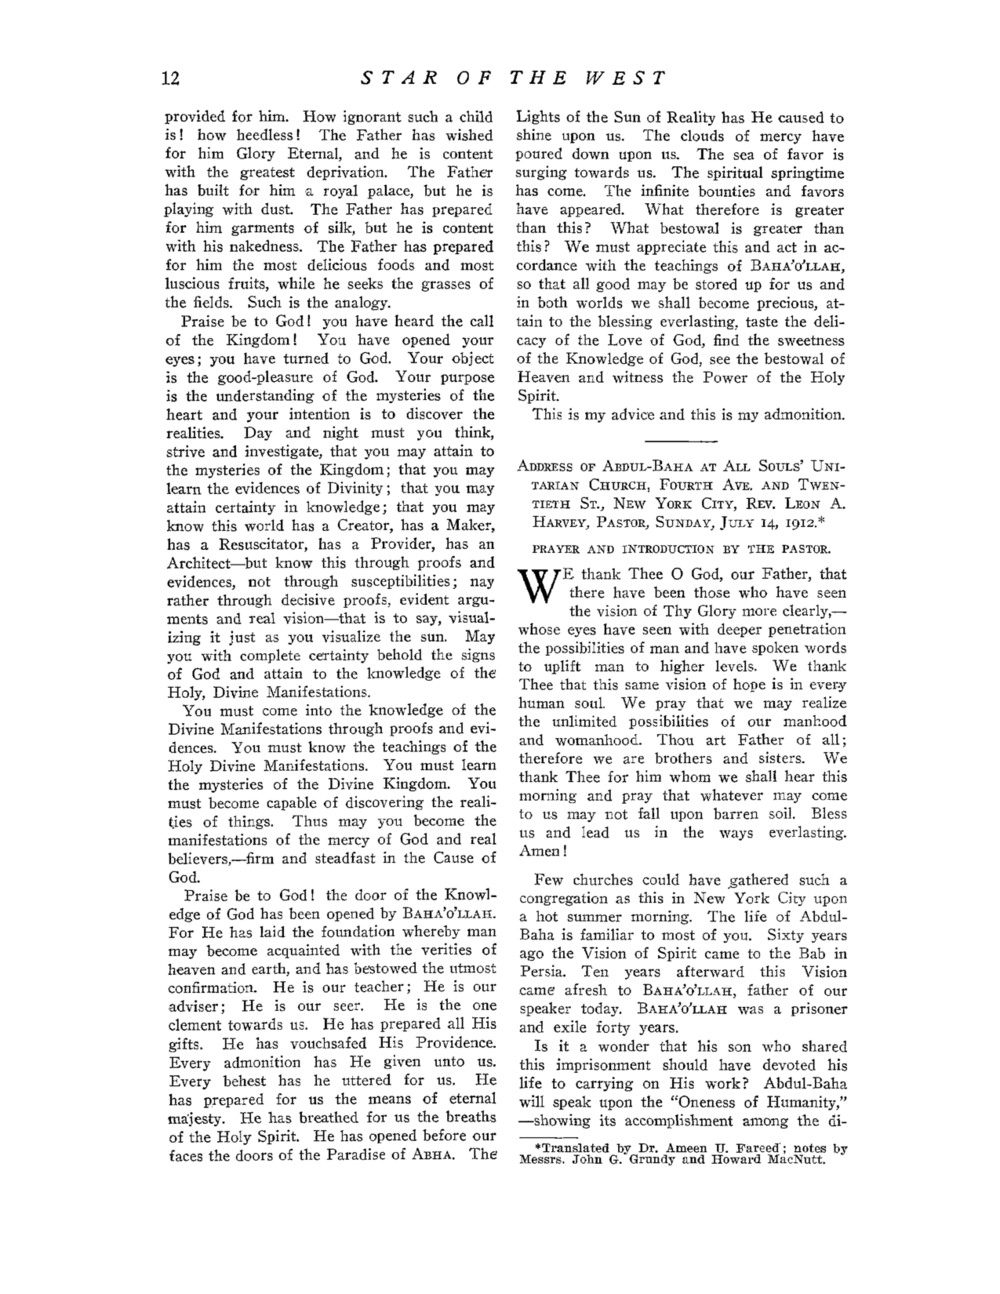 12
STAR OF THE WEST
provided for him. How ignorant such a child
is! how heedless! The Father has wished
for him Glory Eternal, and he is content
with the greatest deprivation. The Father
has built for him a royal palace, but he is
playing with dust. The Father has prepared
for him garments of silk, but he is content
with his nakedness. The Father has prepared
for him the most delicious foods and most
luscious fruits, while he seeks the grasses of
the fields. Such is the analogy.
Praise be to God! you have heard the call
of the Kingdom! You have opened your
eyes; you have turned to God. Your object
is the good-pleasure of God. Your purpose
is the understanding of the mysteries of the
heart and your intention is to discover the
realities. Day and night must you think,
strive and investigate, that you may attain to
the mysteries of the Kingdom; that you may
learn the evidences of Divinity; that you may
attain certainty in knowledge; that you may
know this world has a Creator, has a Maker,
has a Resuscitator, has a Provider, has an
Architect—but know this through proofs and
evidences, not through susceptibilities; nay
rather through decisive proofs, evident argu-
ments and real vision—that is to say, visual-
izing it just as you visualize the sun. May
you with complete certainty behold the signs
of God and attain to the knowledge of the
Holy, Divine Manifestations.
You must come into the knowledge of the
Divine Manifestations through proofs and evi-
dences. You must know the teachings of the
Holy Divine Manifestations. You must learn
the mysteries of the Divine Kingdom. You
must become capable of discovering the reali-
ties of things. Thus may you become the
manifestations of the mercy of God and real
believers,—firm and steadfast in the Cause of
God.
Praise be to God! the door of the Knowl-
edge of God has been opened by BAHA'O'LLAH.
For He has laid the foundation whereby man
may become acquainted with the verities of
heaven and earth, and has bestowed the utmost
confirmation. He is our teacher; He is our
adviser; He is our seer. He is the one
clement towards us. He has prepared all His
gifts. He has vouchsafed His Providence.
Every admonition has He given unto us.
Every behest has he uttered for us. He
has prepared for us the means of eternal
majesty. He has breathed for us the breaths
of the Holy Spirit. He has opened before our
faces the doors of the Paradise of ABHA. The
Lights of the Sun of Reality has He caused to
shine upon us. The clouds of mercy have
poured down upon us. The sea of favor is
surging towards us. The spiritual springtime
has come. The infinite bounties and favors
have appeared. What therefore is greater
than this? What bestowal is greater than
this? We must appreciate this and act in ac-
cordance with the teachings of BAHA'O'LLAH,
so that all good may be stored up for us and
in both worlds we shall become precious, at-
tain to the blessing everlasting, taste the deli-
cacy of the Love of God, find the sweetness
of the Knowledge of God, see the bestowal of
Heaven and witness the Power of the Holy
Spirit.
This is my advice and this is my admonition.
ADDRESS OF ABDUL-BAHA AT ALL SOULS' UNI-
TARIAN CHURCH, FOURTH AVE. AND TWEN-
TIETH ST., NEW YORK CITY, REV. LEON A.
HARVEY, PASTOR, SUNDAY, JULY 14, 1912.*
PRAYER AND INTRODUCTION BY THE PASTOR.
WE thank Thee O God, our Father, that
there have been those who have seen
the vision of Thy Glory more clearly,—
whose eyes have seen with deeper penetration
the possibilities of man and have spoken words
to uplift man to higher levels. We thank
Thee that this same vision of hope is in every
human soul. We pray that we may realize
the unlimited possibilities of our manhood
and womanhood. Thou art Father of all;
therefore we are brothers and sisters. We
thank Thee for him whom we shall hear this
morning and pray that whatever may come
to us may not fall upon barren soil. Bless
us and lead us in the ways everlasting.
Amen!
Few churches could have gathered such a
congregation as this in New York City upon
a hot summer morning. The life of Abdul-
Baha is familiar to most of you. Sixty years
ago the Vision of Spirit came to the Bab in
Persia. Ten years afterward this Vision
came afresh to BAHA'O'LLAH, father of our
speaker today. BAHA'O'LLAH was a prisoner
and exile forty years.
Is it a wonder that his son who shared
this imprisonment should have devoted his
life to carrying on His work? Abdul-Baha
will speak upon the "Oneness of Humanity,"
—showing its accomplishment among the di-
*Translated by Dr. Ameen U. Fareed; notes by
Messrs. John G. Grundy and Howard MacNutt.